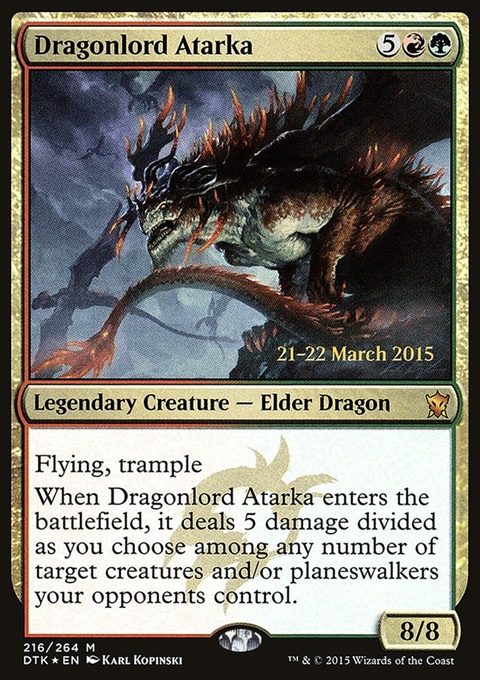 Dragonlord Atarka 5
21–22 March 2015
Legendary Creature — Elder Dragon
Flying, trample
When Dragonlord Atarka enters the
battlefield, it deals 5 damage divided
as you choose among any number of
target creatures and/or planeswalkers
your opponents control.
8/8
216/264 M
DTK ★ EN Karl Kopinski ™ & © 2015 Wizards of the Coast